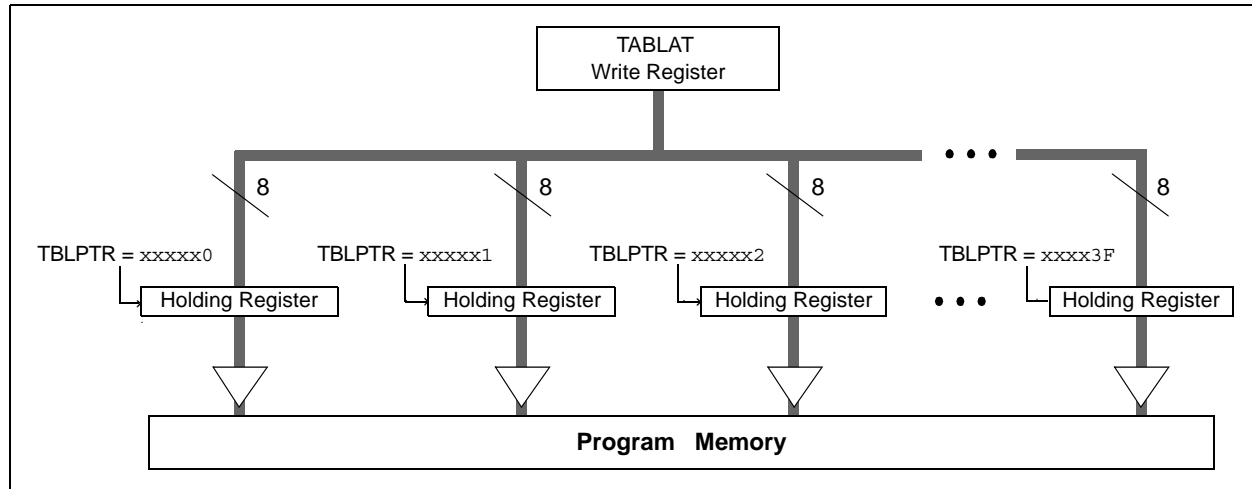 TABLAT
Write Register
8
8
8
8
TBLPTR = xxxxx0
TBLPTR = xxxxx1
TBLPTR = xxxxx2
TBLPTR = xxxx3F
Holding Register
Holding Register
Holding Register
Holding Register
Program Memory